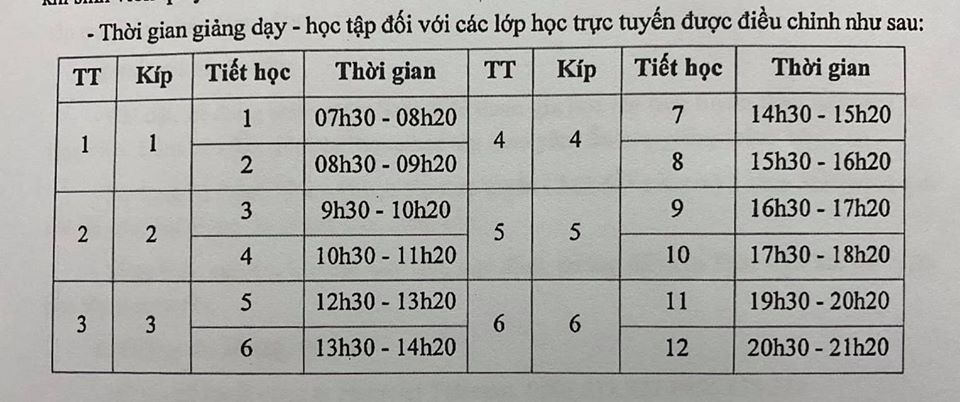 - Thời gian giảng dạy - học tập đối với các lớp học trực tuyến được điều chỉnh như sau:
TT Kíp Tiết học Thời gian TT Kíp Tiết học Thời gian
1 1 1 07h30 - 08h20 4 4 7 14h30 - 15h20
2 08h30 - 09h20 8 15h30 - 16h20
2 2 3 9h30 - 10h20 5 5 9 16h30 - 17h20
4 10h30 - 11h20 10 17h30 - 18h20
3 3 5 12h30 - 13h20 6 6 11 19h30 - 20h20
6 13h30 - 14h20 12 20h30 - 21h20